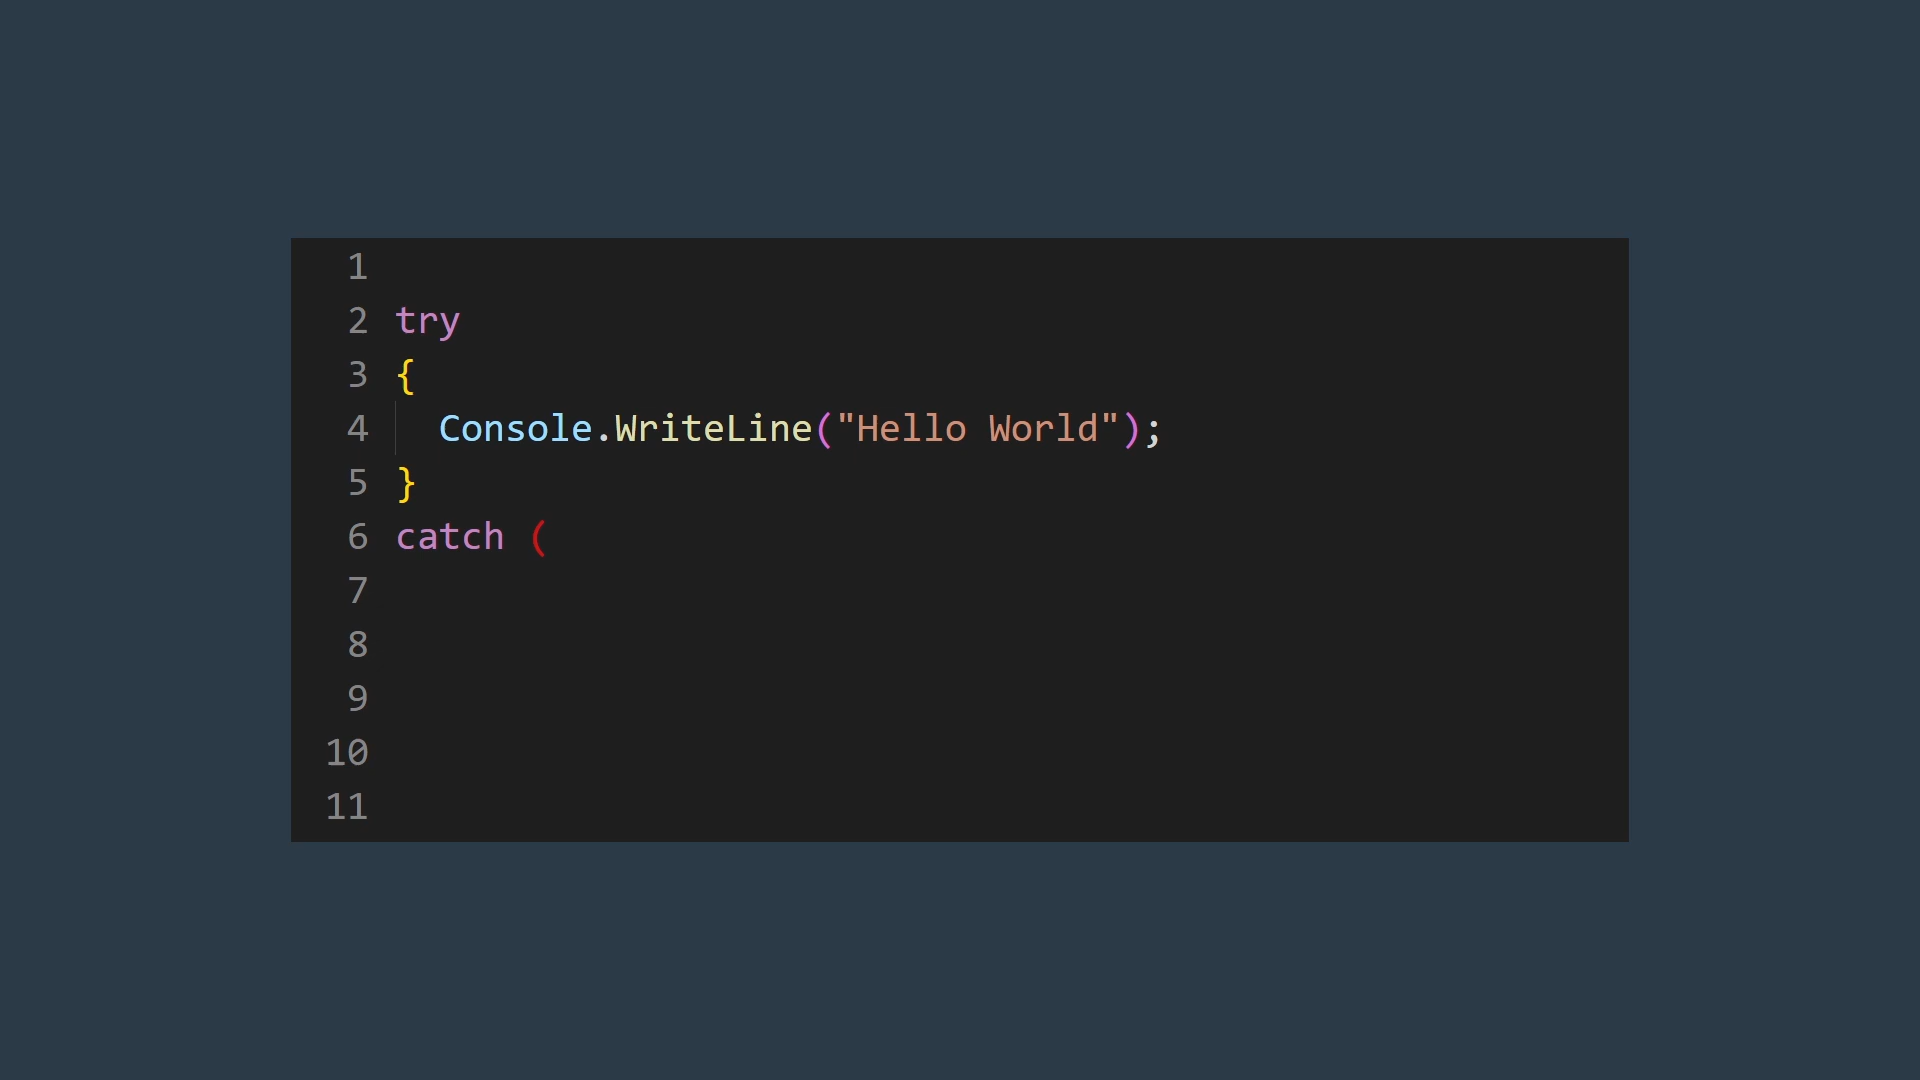 1
2 try
3 {
4 Console.WriteLine("Hello World");
5 }
6 catch (
7
8
9
10
11